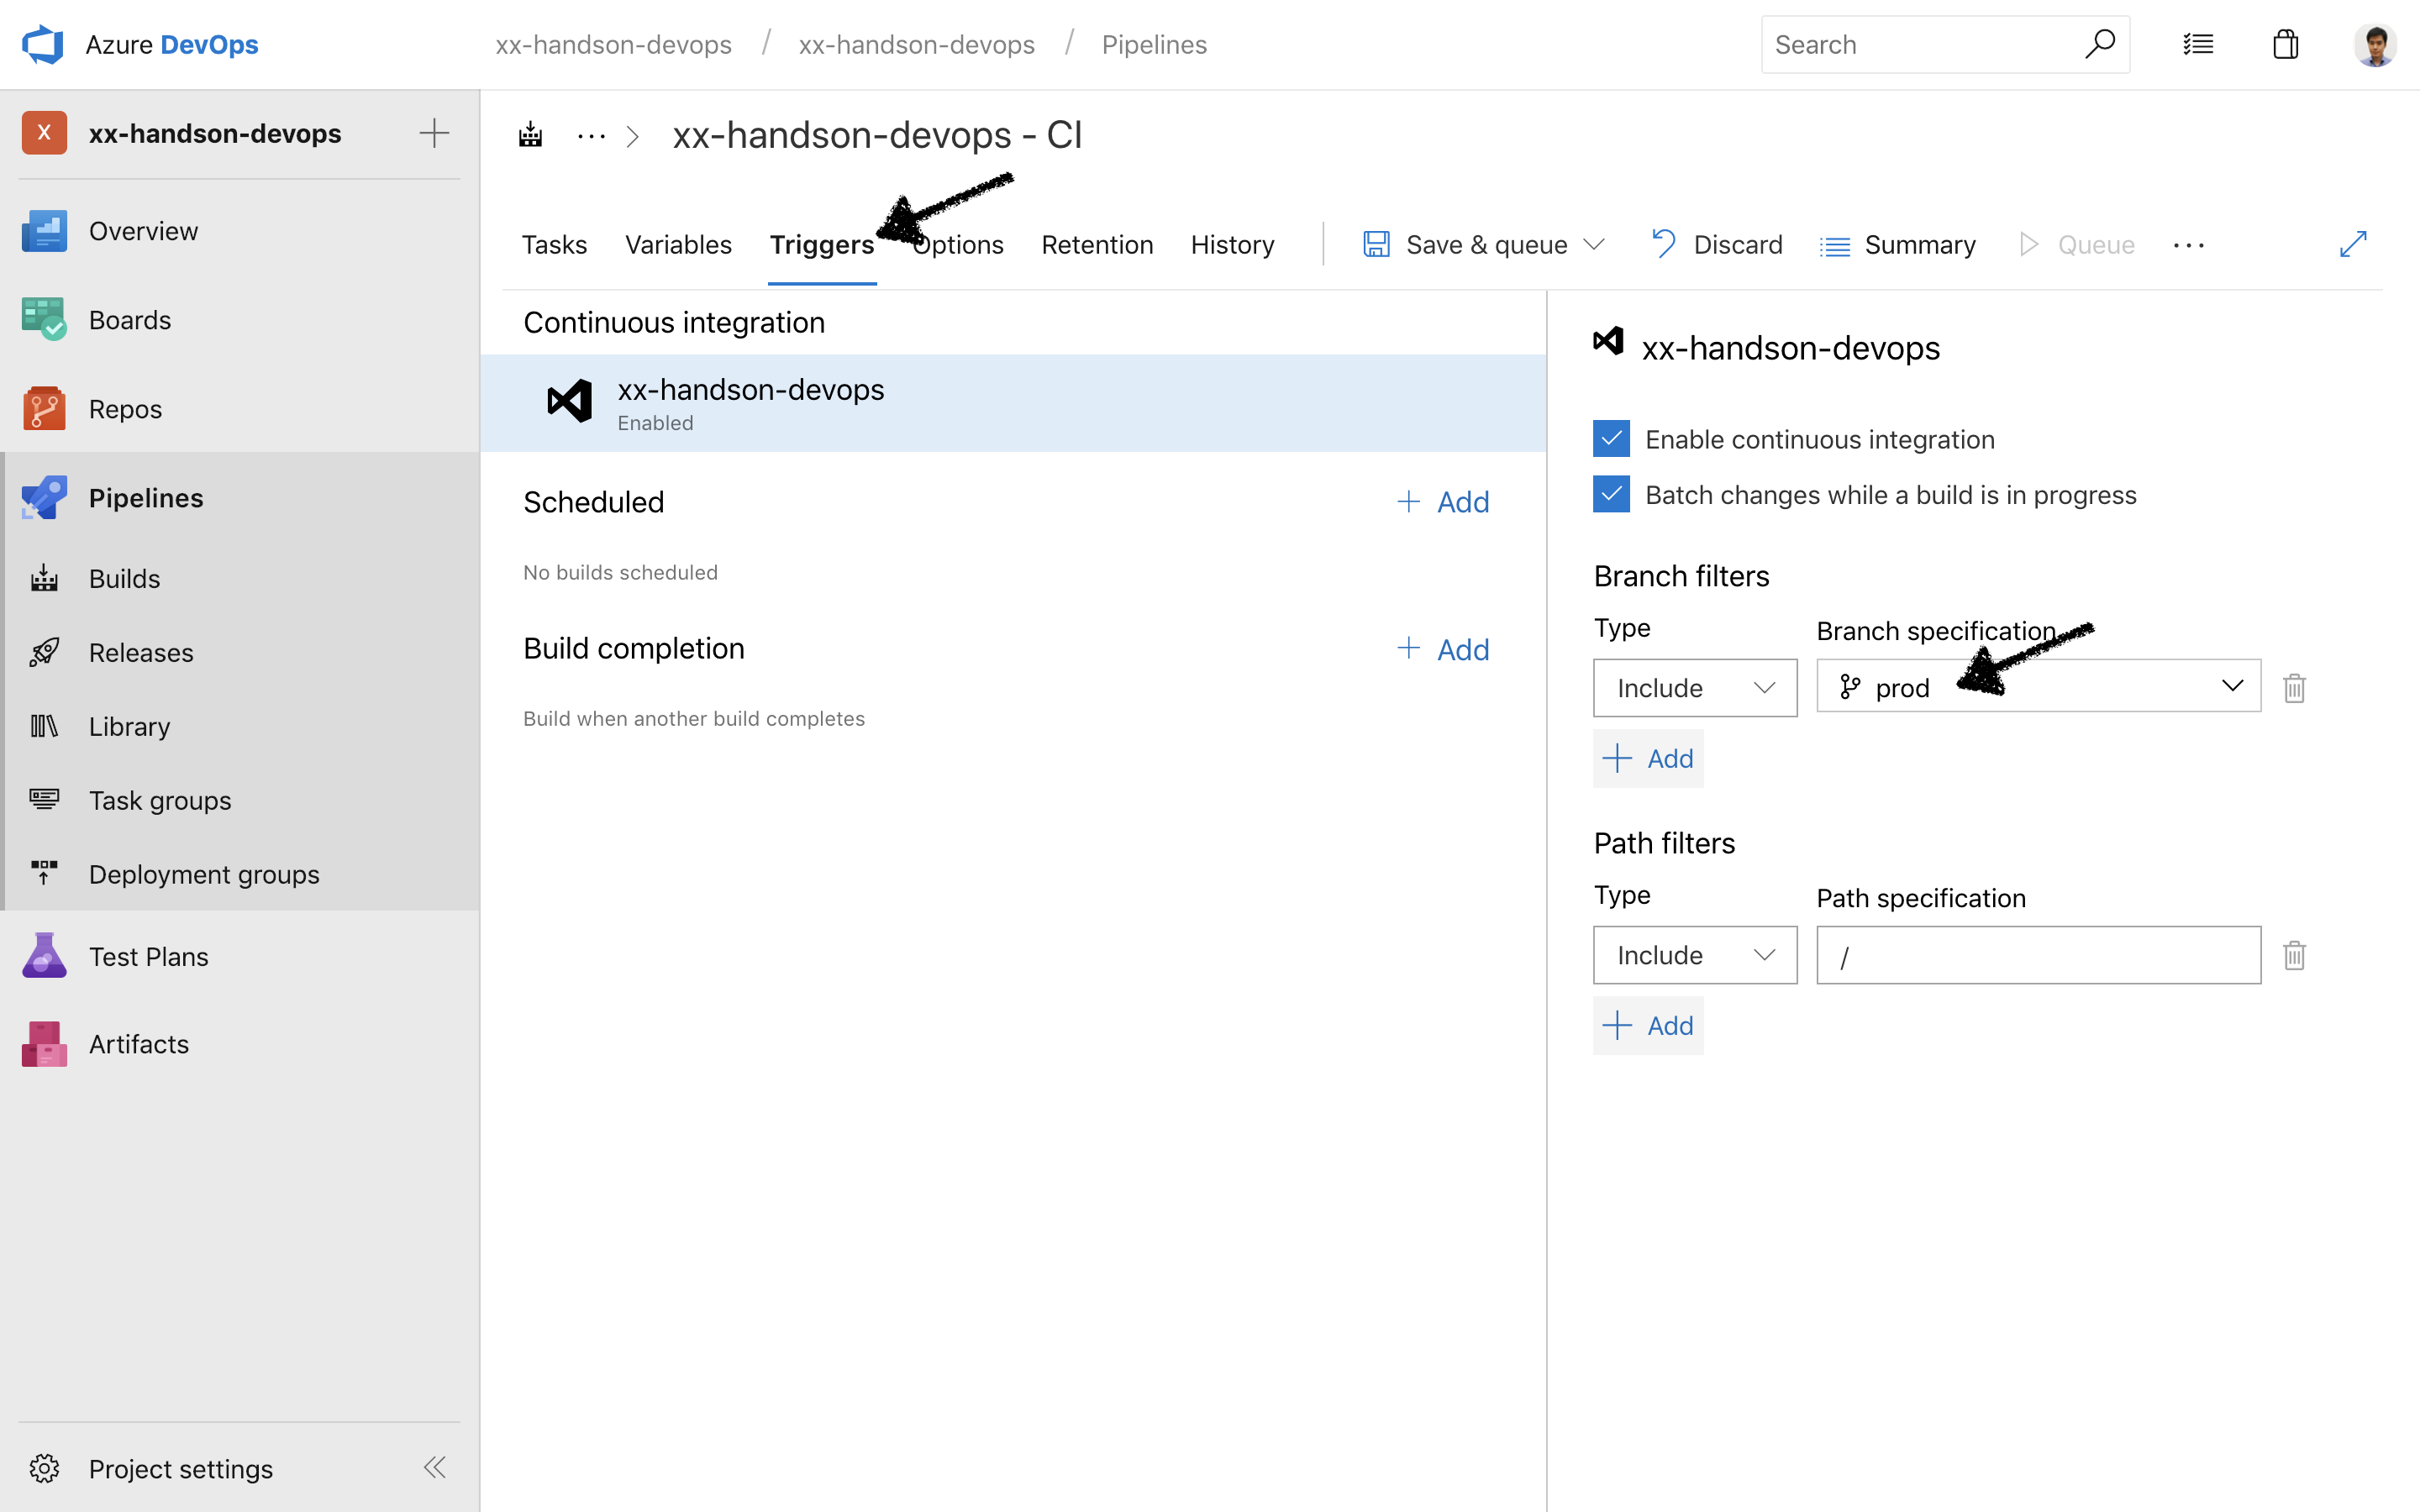 Azure DevOps
xx-handson-devops / xx-handson-devops / Pipelines
Search
X
xx-handson-devops
Overview
Boards
Repos
Pipelines
Builds
Releases
Library
Task groups
Deployment groups
Test Plans
Artifacts
Project settings
... > xx-handson-devops - CI
Tasks Variables Triggers Options Retention History Save & queue Discard Summary Queue ...
Continuous integration
xx-handson-devops
Enabled
Scheduled + Add
No builds scheduled
Build completion + Add
Build when another build completes
xx-handson-devops
Enable continuous integration
Batch changes while a build is in progress
Branch filters
Type Branch specification
Include prod
+ Add
Path filters
Type Path specification
Include /
+ Add